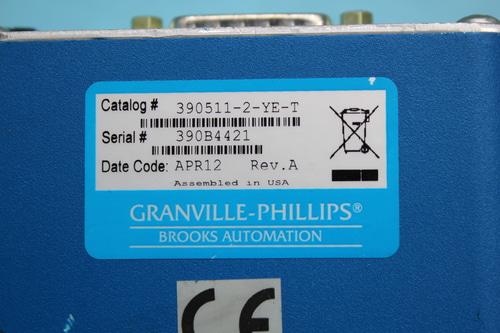 Catalog # 390511-2-YE-T
Serial # 390B4421
Date Code: APR12 Rev.A
Assembled in USA
GRANVILLE-PHILLIPS®
BROOKS AUTOMATION
CE